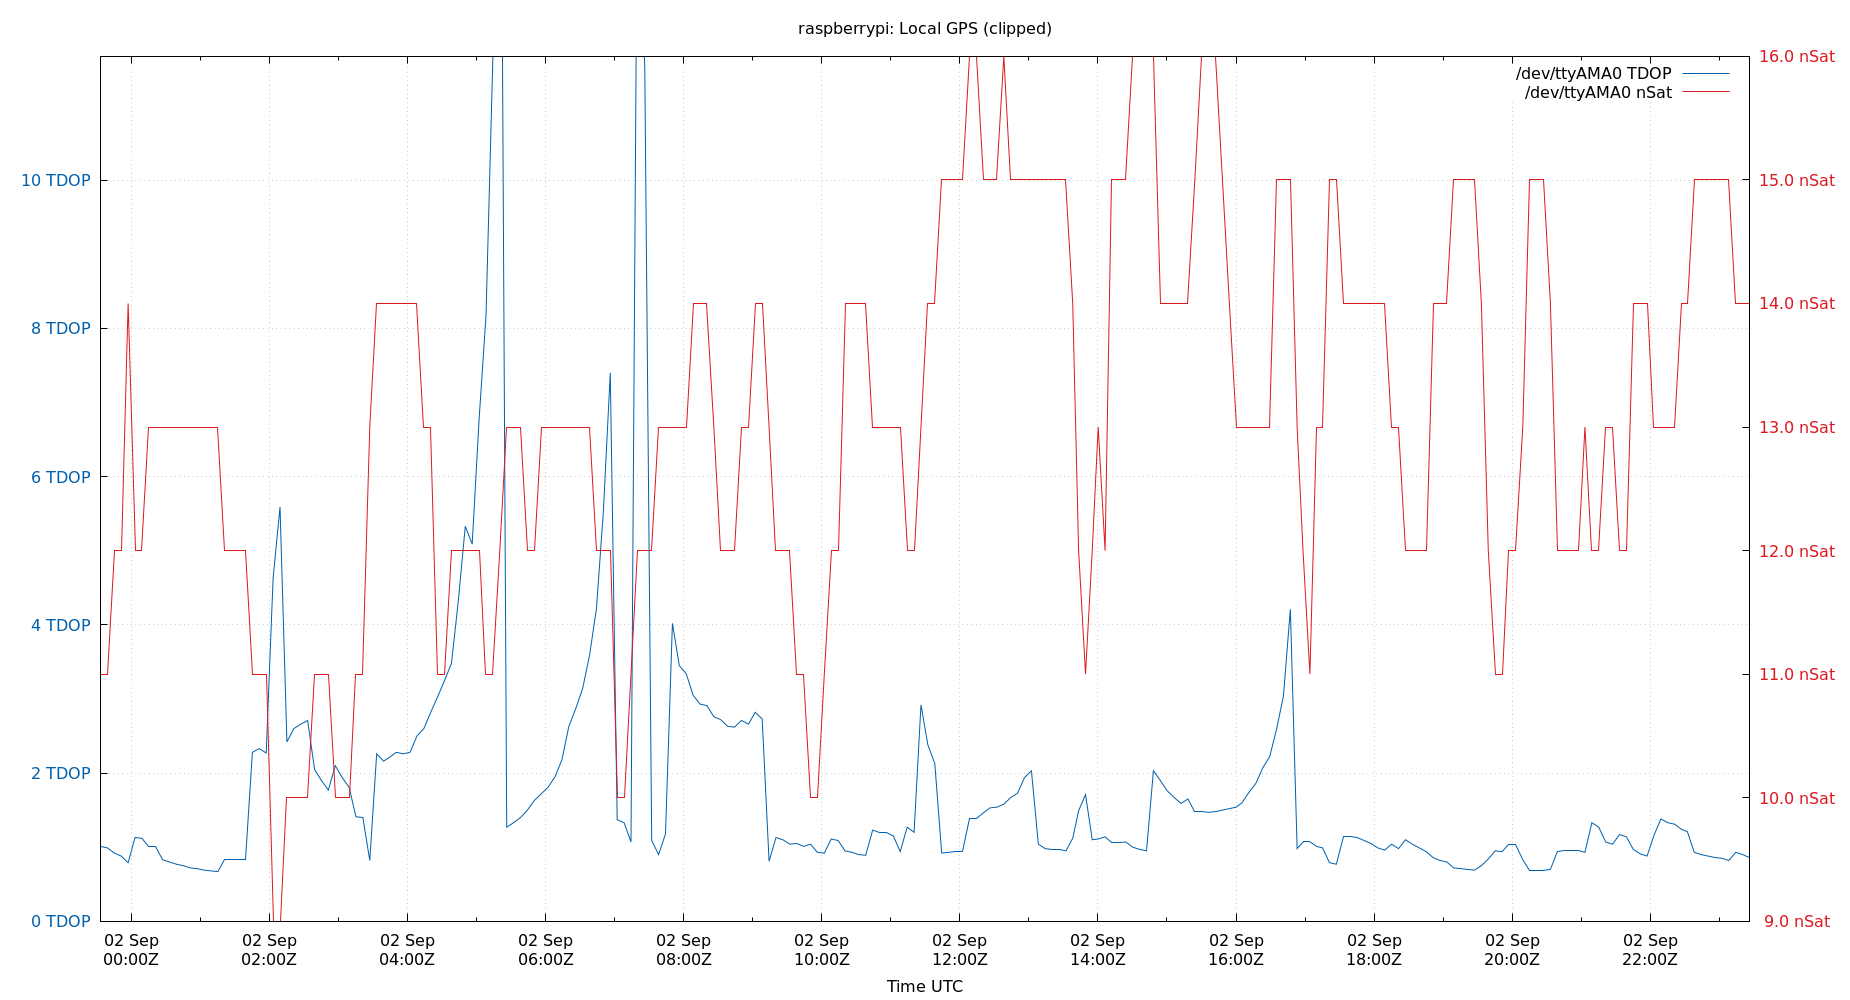 raspberrypi: Local GPS (clipped)
/dev/ttyAMA0 TDOP
/dev/ttyAMA0 nSat
10 TDOP
8 TDOP
6 TDOP
4 TDOP
2 TDOP
0 TDOP
16.0 nSat
15.0 nSat
14.0 nSat
13.0 nSat
12.0 nSat
11.0 nSat
10.0 nSat
9.0 nSat
02 Sep
00:00Z
02 Sep
02:00Z
02 Sep
04:00Z
02 Sep
06:00Z
02 Sep
08:00Z
02 Sep
10:00Z
02 Sep
12:00Z
02 Sep
14:00Z
02 Sep
16:00Z
02 Sep
18:00Z
02 Sep
20:00Z
02 Sep
22:00Z
Time UTC